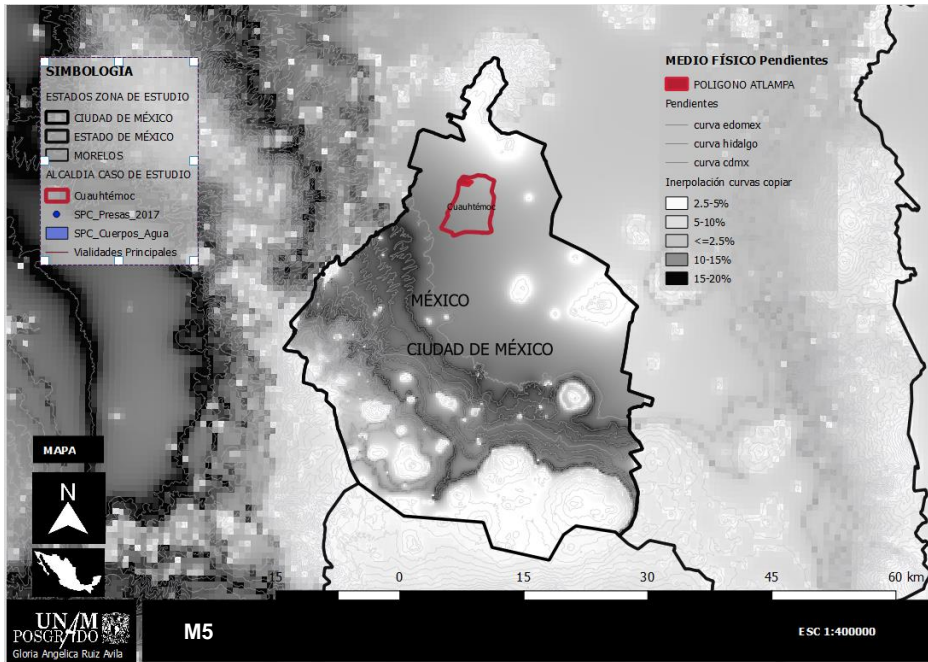 SIMBOLOGIA
ESTADOS ZONA DE ESTUDIO
CIUDAD DE MÉXICO
ESTADO DE MÉXICO
MORELOS
ALCALDIA CASO DE ESTUDIO
Cuauhtémoc
SPC_Presas_2017
SPC_Cuerpos_Agua
Vialidades Principales
MEDIO FÍSICO Pendientes
POLIGONO ATLAMPA
Pendientes
curva edomex
curva hidalgo
curva cdmx
Inerpolación curvas copiar
2.5-5%
5-10%
<=2.5%
10-15%
15-20%
Cuauhtémoc
MÉXICO
CIUDAD DE MÉXICO
MAPA
N
15 0 15 30 45 60 km
UNAM
POSGRADO
Gloria Angelica Ruiz Avila
M5
ESC 1:400000